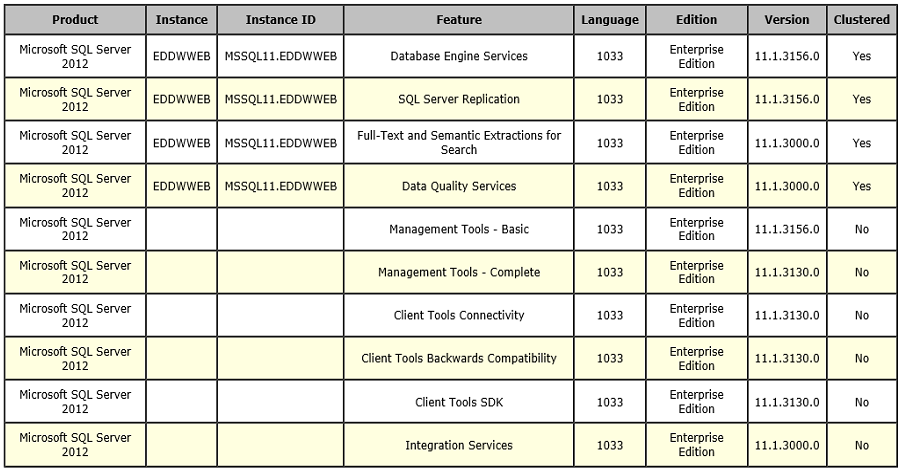 Product Instance Instance ID Feature Language Edition Version Clustered
Microsoft SQL Server 2012 EDDWWEB MSSQL11.EDDWWEB Database Engine Services 1033 Enterprise Edition 11.1.3156.0 Yes
Microsoft SQL Server 2012 EDDWWEB MSSQL11.EDDWWEB SQL Server Replication 1033 Enterprise Edition 11.1.3156.0 Yes
Microsoft SQL Server 2012 EDDWWEB MSSQL11.EDDWWEB Full-Text and Semantic Extractions for Search 1033 Enterprise Edition 11.1.3000.0 Yes
Microsoft SQL Server 2012 EDDWWEB MSSQL11.EDDWWEB Data Quality Services 1033 Enterprise Edition 11.1.3000.0 Yes
Microsoft SQL Server 2012 Management Tools - Basic 1033 Enterprise Edition 11.1.3156.0 No
Microsoft SQL Server 2012 Management Tools - Complete 1033 Enterprise Edition 11.1.3130.0 No
Microsoft SQL Server 2012 Client Tools Connectivity 1033 Enterprise Edition 11.1.3130.0 No
Microsoft SQL Server 2012 Client Tools Backwards Compatibility 1033 Enterprise Edition 11.1.3130.0 No
Microsoft SQL Server 2012 Client Tools SDK 1033 Enterprise Edition 11.1.3130.0 No
Microsoft SQL Server 2012 Integration Services 1033 Enterprise Edition 11.1.3000.0 No